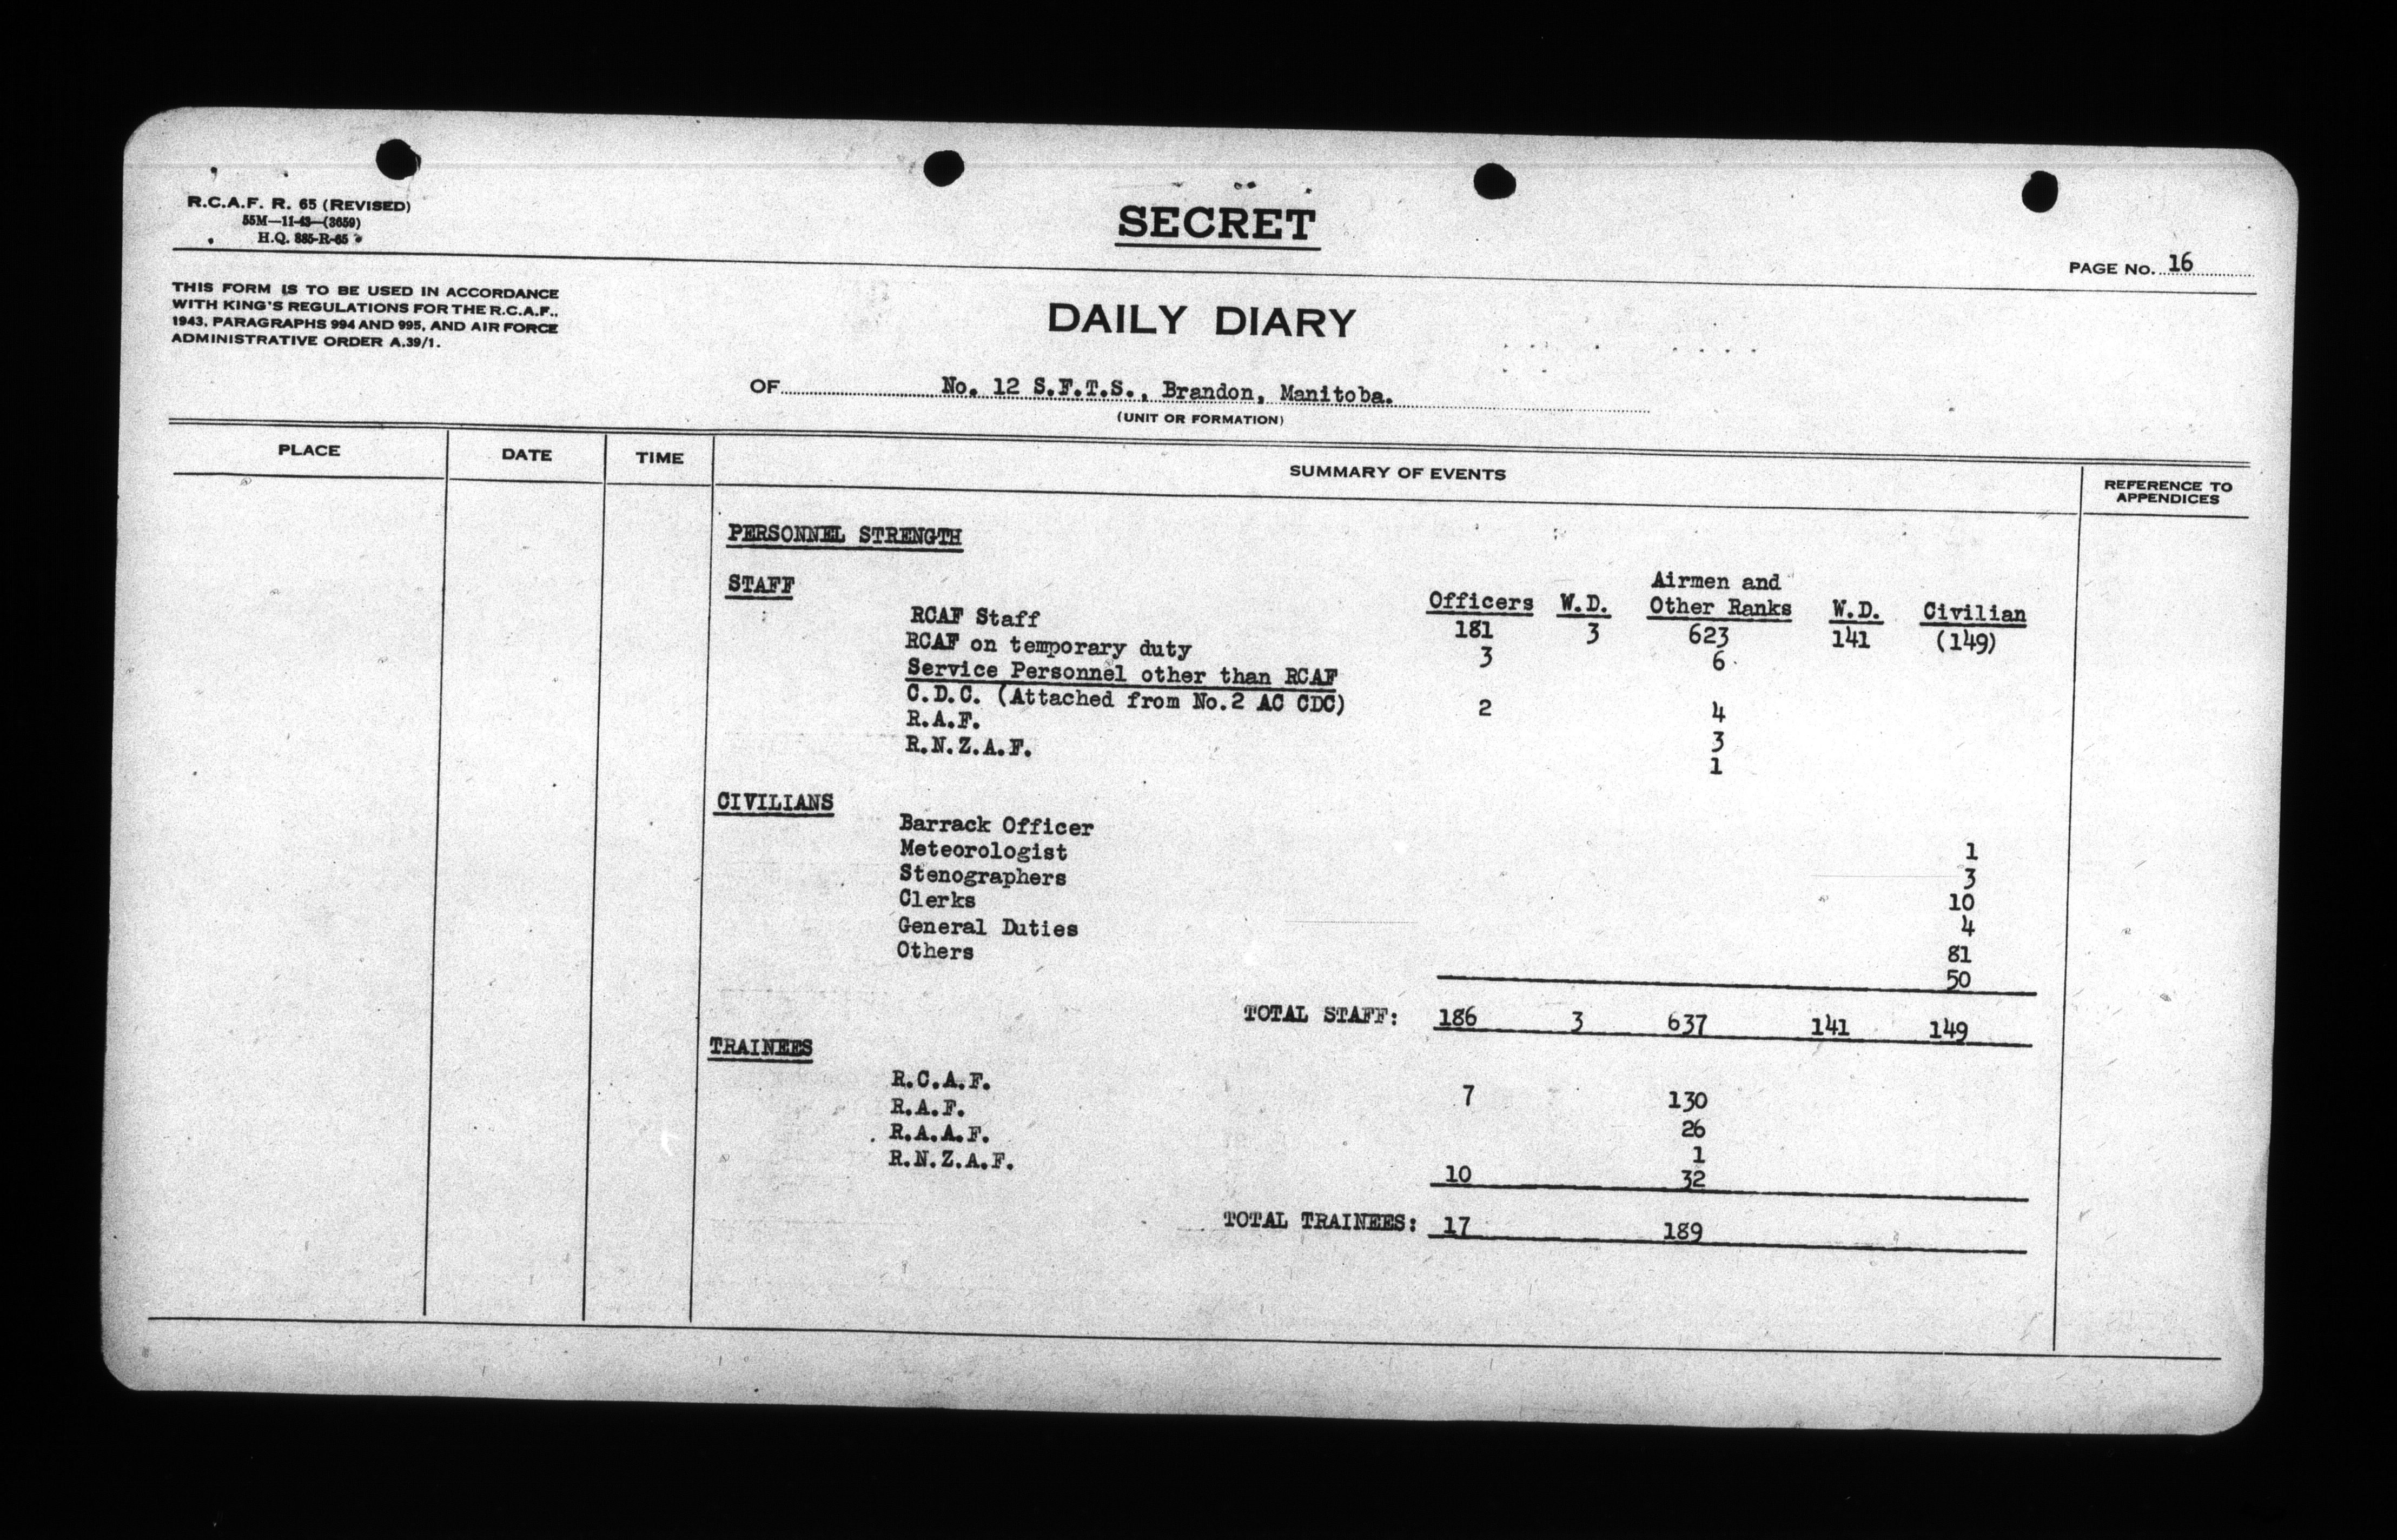 R.C.A.F. R. 65 (REVISED)
55M—11-43—(3659)
H.Q. 885-R-65
SECRET
PAGE No. 16
THIS FORM IS TO BE USED IN ACCORDANCE
WITH KING'S REGULATIONS FOR THE R.C.A.F.,
1943, PARAGRAPHS 994 AND 995, AND AIR FORCE
ADMINISTRATIVE ORDER A.39/1.
DAILY DIARY
OF No. 12 S.F.T.S., Brandon, Manitoba.
(UNIT OR FORMATION)
PLACE DATE TIME SUMMARY OF EVENTS REFERENCE TO
APPENDICES
PERSONNEL STRENGTH
STAFF Airmen and
Officers W.D. Other Ranks W.D. Civilian
RCAF Staff 181 3 623 141 (149)
RCAF on temporary duty 3 6
Service Personnel other than RCAF
C.D.C. (Attached from No.2 AC CDC) 2 4
R.A.F. 3
R.N.Z.A.F. 1
CIVILIANS
Barrack Officer 1
Meteorologist 3
Stenographers 10
Clerks 4
General Duties 81
Others 50
TOTAL STAFF: 186 3 637 141 149
TRAINEES
R.C.A.F. 7 130
R.A.F. 26
R.A.A.F. 1
R.N.Z.A.F. 10 32
TOTAL TRAINEES: 17 189